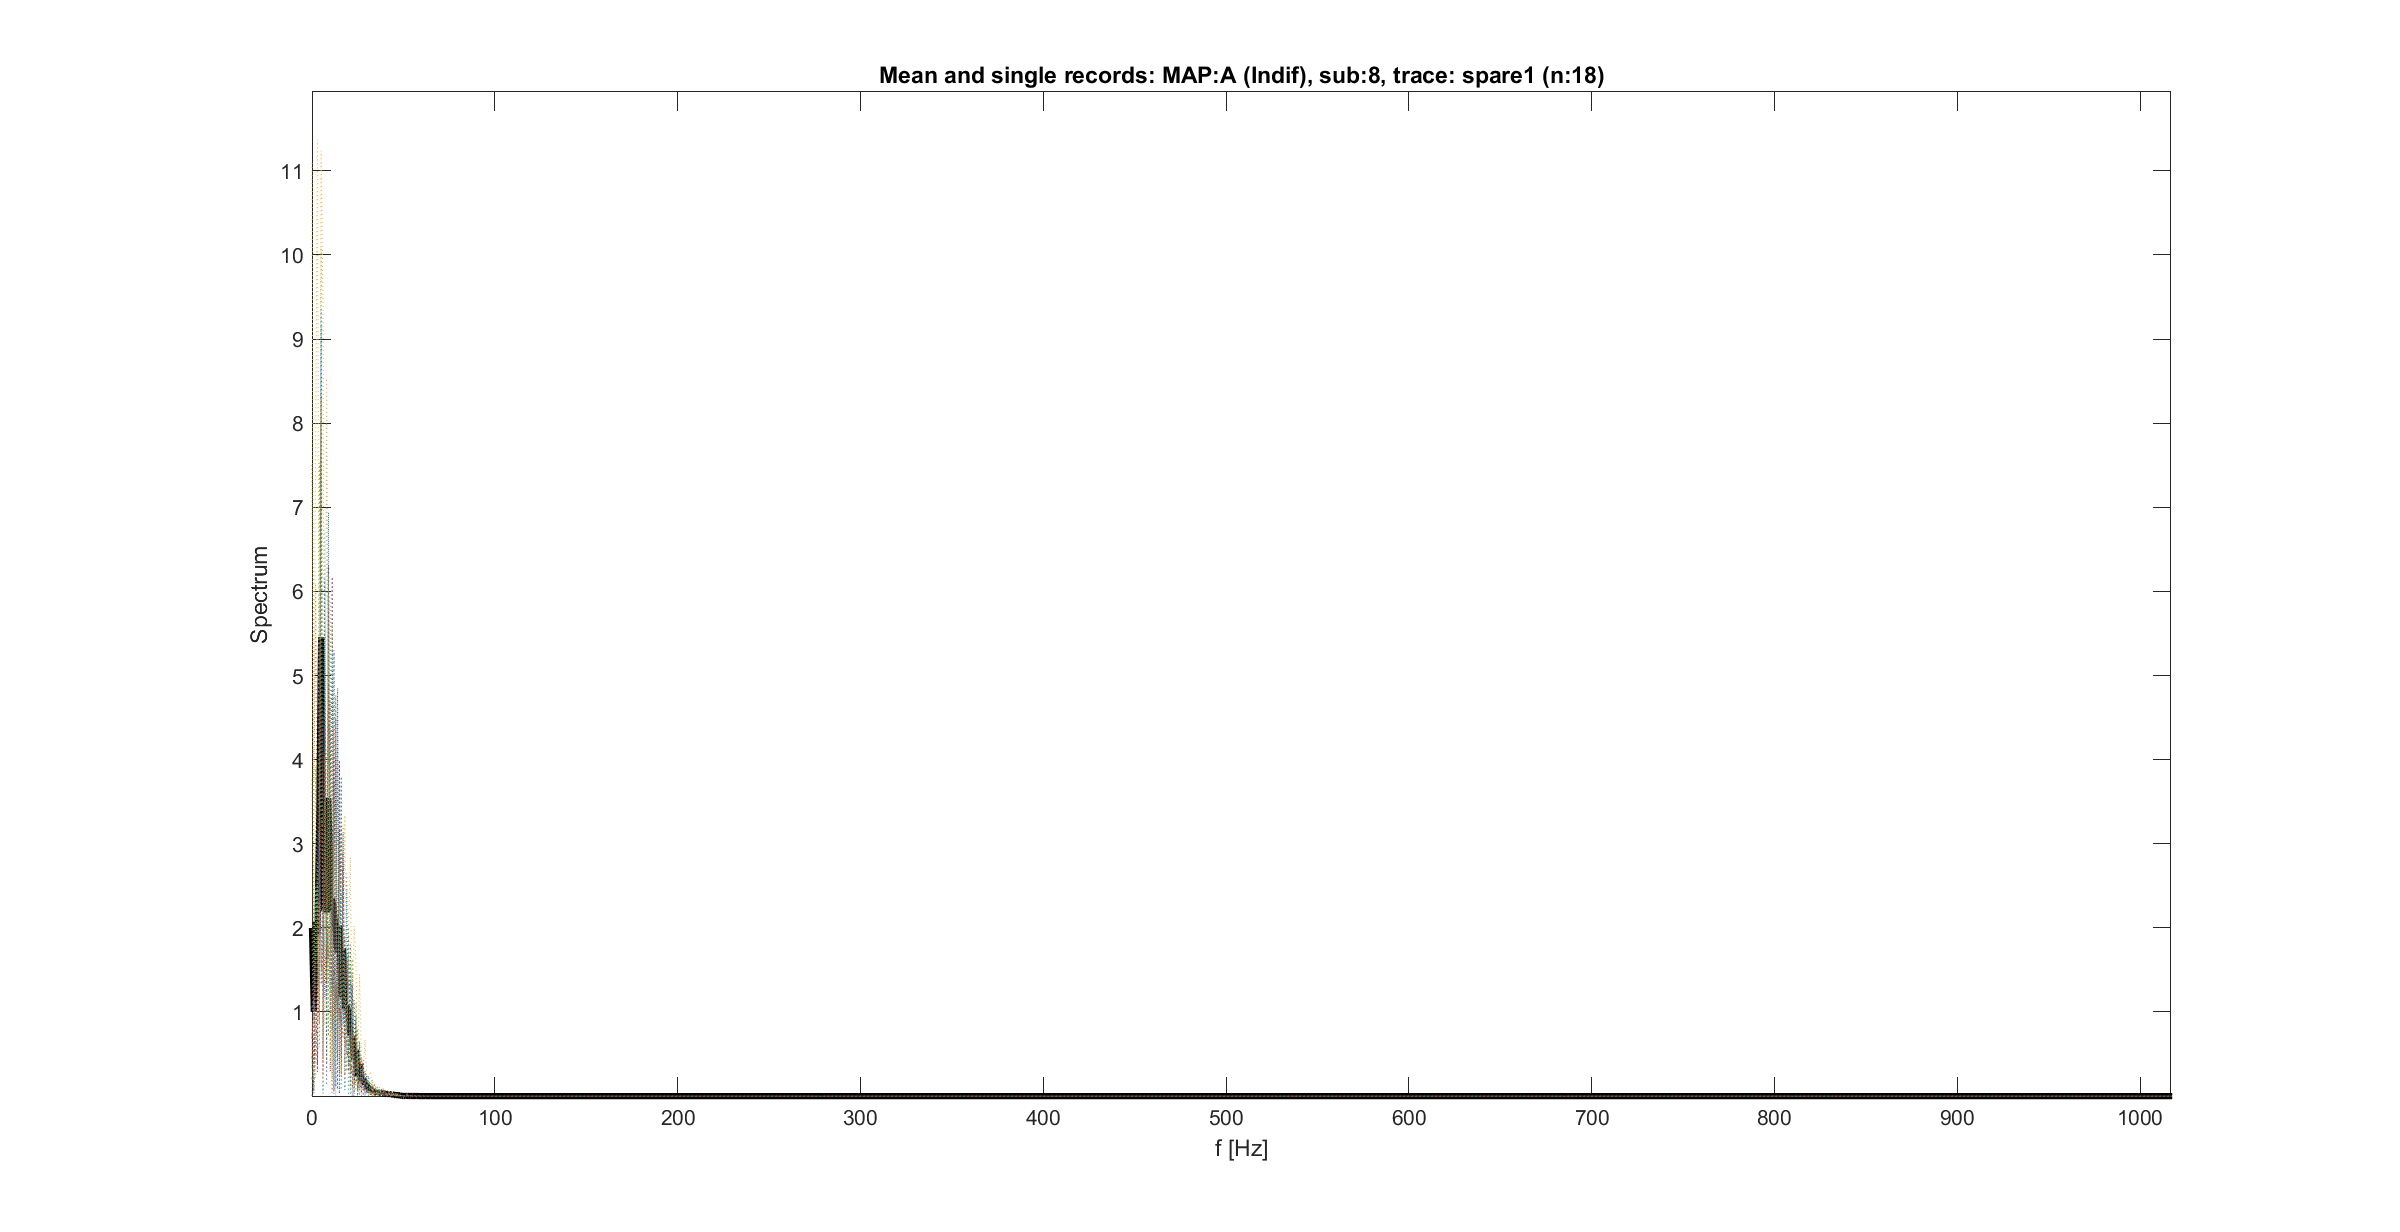 Mean and single records: MAP:A (Indif), sub:8, trace: spare1 (n:18)
11
10
9
8
7
6
5
4
3
2
1
Spectrum
0 100 200 300 400 500 600 700 800 900 1000
f [Hz]